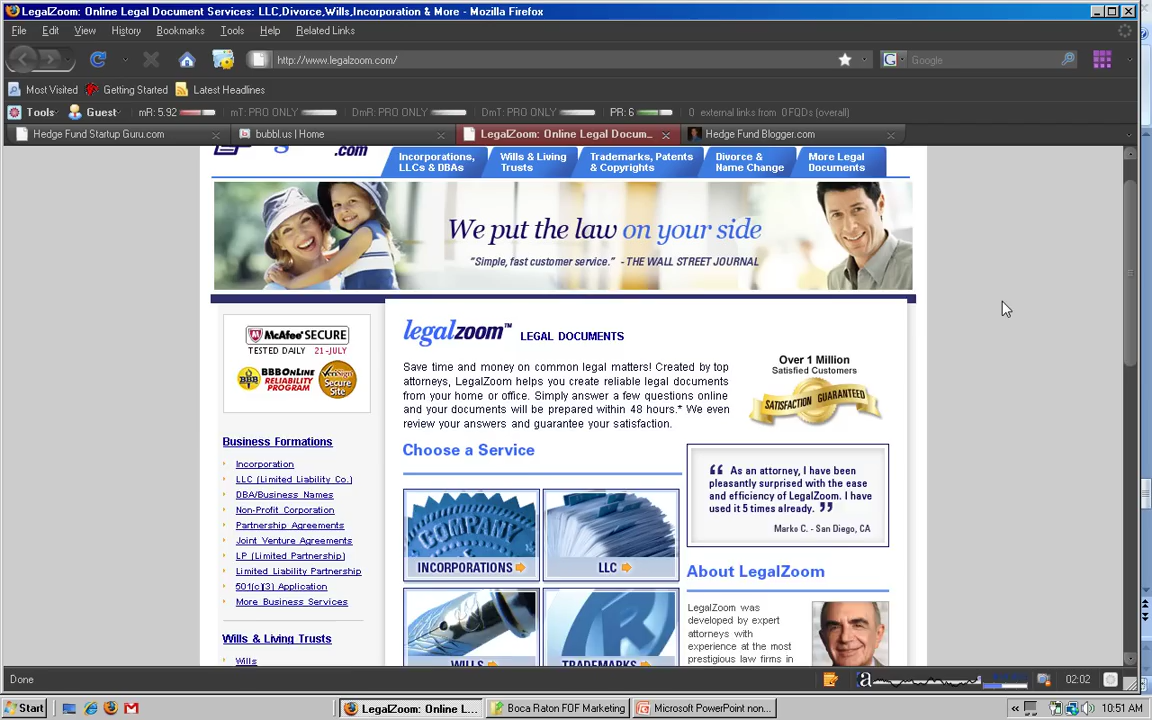 LegalZoom: Online Legal Document Services: LLC,Divorce,Wills,Incorporation & More - Mozilla Firefox
File Edit View History Bookmarks Tools Help Related Links
http://www.legalzoom.com/
Google
Most Visited Getting Started Latest Headlines
Tools Guest mR: 5.92 mT: PRO ONLY DmR: PRO ONLY DmT: PRO ONLY PR: 6 0 external links from 0 FQDs (overall)
Hedge Fund Startup Guru.com bubbl.us | Home LegalZoom: Online Legal Docum... Hedge Fund Blogger.com
.com
Incorporations, LLCs & DBAs
Wills & Living Trusts
Trademarks, Patents & Copyrights
Divorce & Name Change
More Legal Documents
We put the law on your side
"Simple, fast customer service." - THE WALL STREET JOURNAL
McAfee SECURE
TESTED DAILY 21-JULY
BBB BBBONLINE RELIABILITY PROGRAM
VeriSign Secure Site
Business Formations
Incorporation
LLC (Limited Liability Co.)
DBA/Business Names
Non-Profit Corporation
Partnership Agreements
Joint Venture Agreements
LP (Limited Partnership)
Limited Liability Partnership
501(c)(3) Application
More Business Services
Wills & Living Trusts
Wills
legalzoom™ LEGAL DOCUMENTS
Save time and money on common legal matters! Created by top
attorneys, LegalZoom helps you create reliable legal documents
from your home or office. Simply answer a few questions online
and your documents will be prepared within 48 hours.* We even
review your answers and guarantee your satisfaction.
Over 1 Million
Satisfied Customers
SATISFACTION GUARANTEED
Choose a Service
COMPANY
INCORPORATIONS
LLC
WILLS
TRADEMARKS
“ As an attorney, I have been
pleasantly surprised with the ease
and efficiency of LegalZoom. I have
used it 5 times already. ”
Marko C. - San Diego, CA
About LegalZoom
LegalZoom was
developed by expert
attorneys with
experience at the most
prestigious law firms in
Done
02:02
Start LegalZoom: Online L... Boca Raton FOF Marketing Microsoft PowerPoint non... 10:51 AM